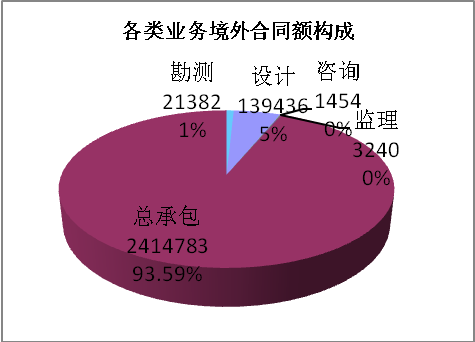 各类业务境外合同额构成
勘测
21382
1%
设计
139436
5%
咨询
1454
0%
监理
3240
0%
总承包
2414783
93.59%